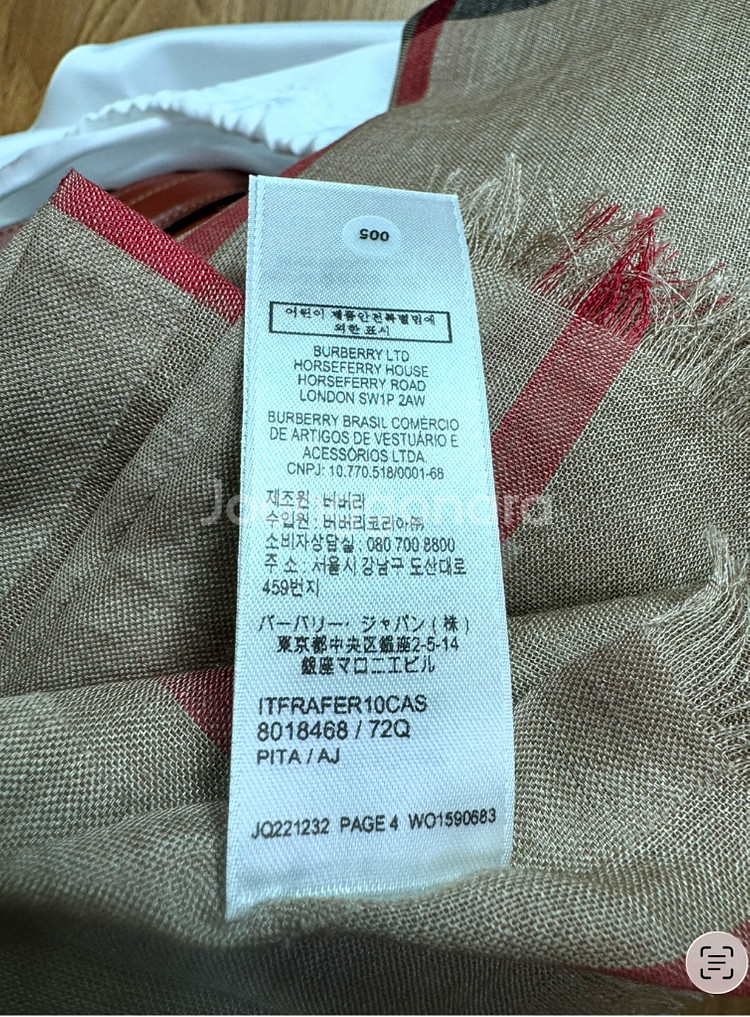 005
어린이 제품안전특별법에
의한 표시
BURBERRY LTD
HORSEFERRY HOUSE
HORSEFERRY ROAD
LONDON SW1P 2AW
BURBERRY BRASIL COMÉRCIO
DE ARTIGOS DE VESTUÁRIO E
ACESSÓRIOS LTDA.
CNPJ: 10.770.518/0001-66
제조원 : 버버리
수입원 : 버버리코리아㈜
소비자상담실 : 080 700 8800
주 소 : 서울시 강남구 도산대로
459번지
バーバリー・ジャパン(株)
東京都中央区銀座2-5-14
銀座マロニエビル
ITFRAFER10CAS
8018468 / 72Q
PITA / AJ
JQ221232 PAGE 4 WO1590683